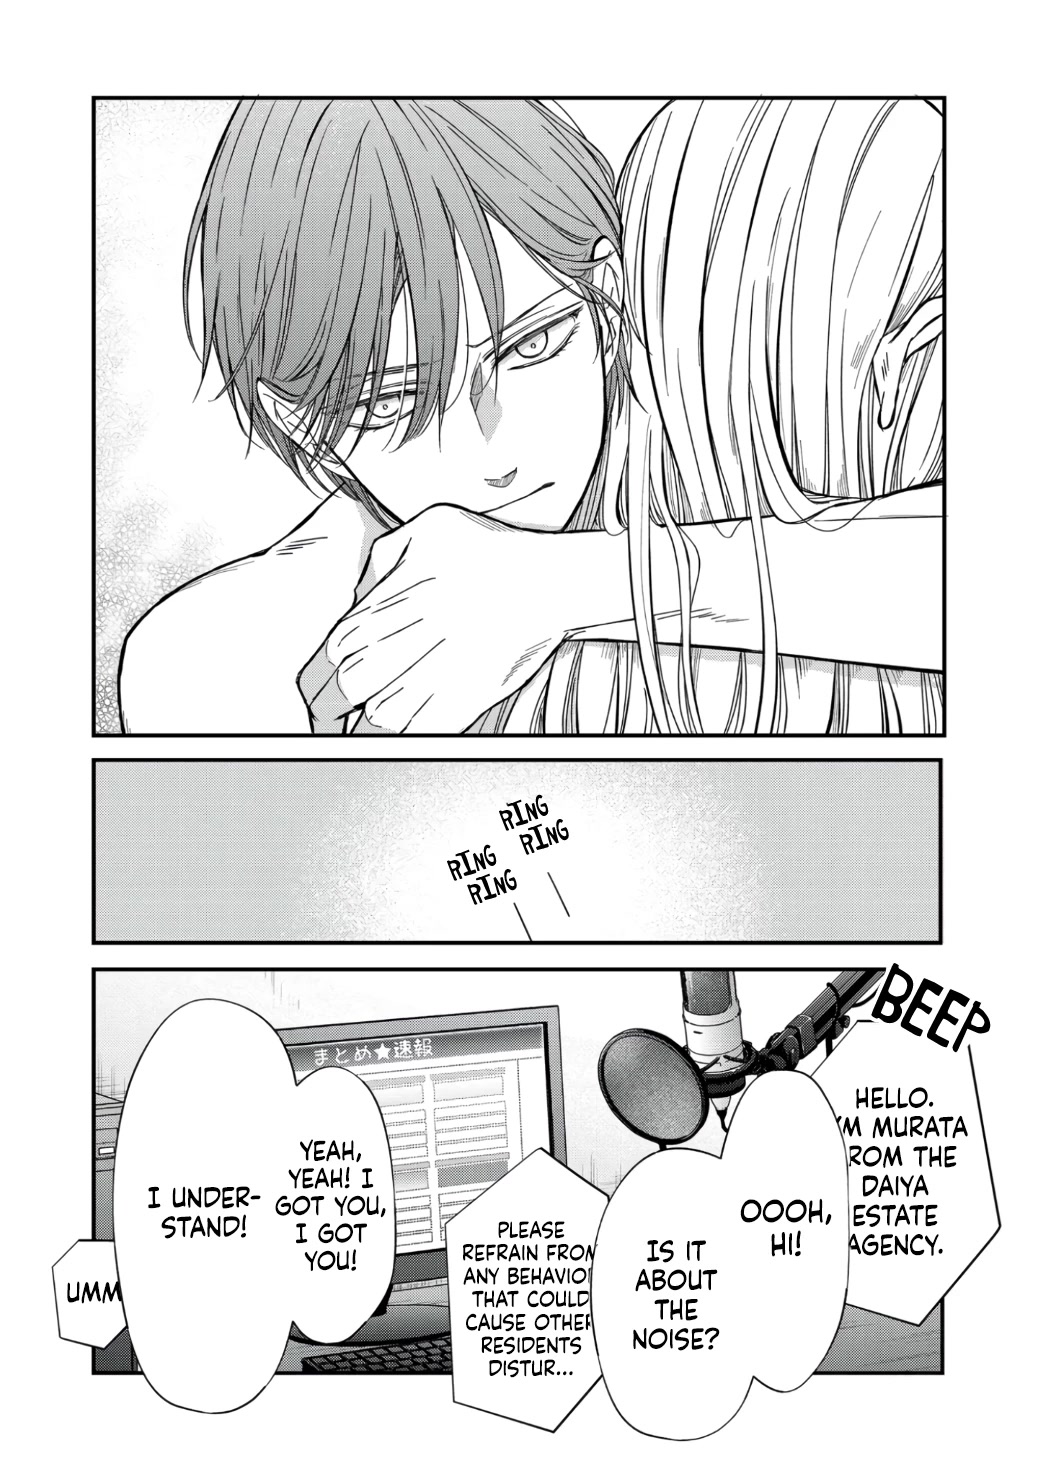 RING
RING
RING
RING
BEEP
HELLO.
I'M MURATA
FROM THE
DAIYA
ESTATE
AGENCY.
OOOH,
HI!
IS IT
ABOUT
THE
NOISE?
PLEASE
REFRAIN FROM
ANY BEHAVIOR
THAT COULD
CAUSE OTHER
RESIDENTS
DISTUR...
まとめ★速報
YEAH,
YEAH! I
GOT YOU,
I GOT
YOU!
I UNDER-
STAND!
UMM